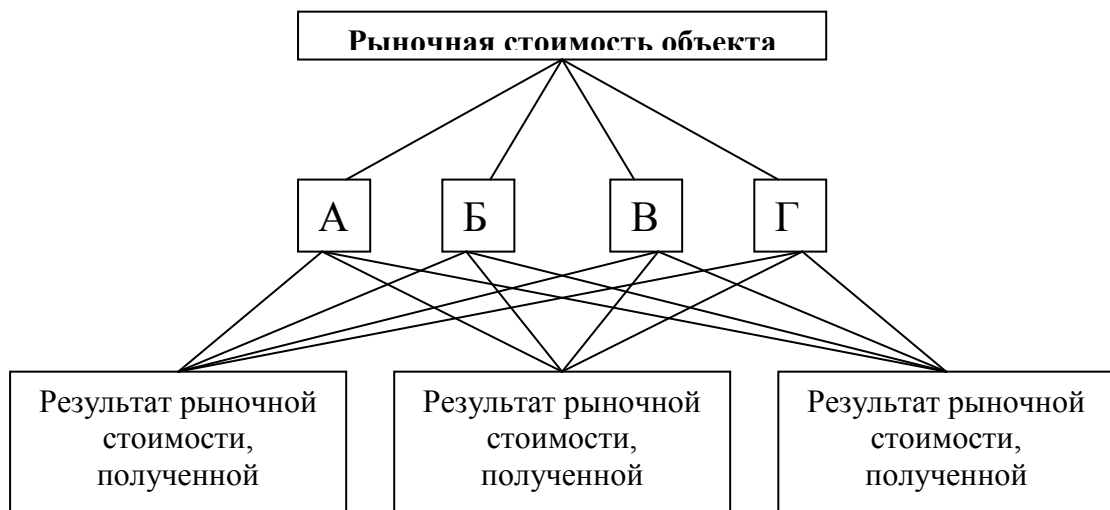 Рыночная стоимость объекта
А Б В Г
Результат рыночной
стоимости,
полученной
Результат рыночной
стоимости,
полученной
Результат рыночной
стоимости,
полученной